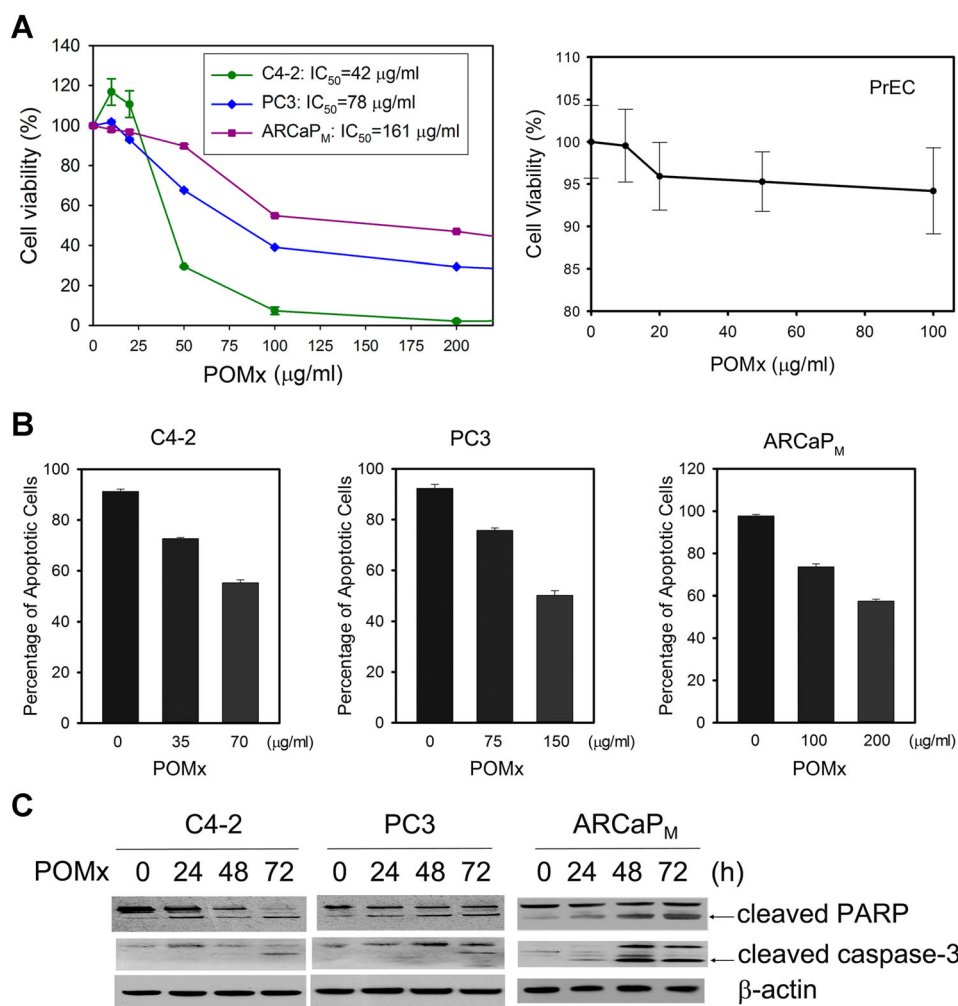 A
140
120
100
80
60
40
20
0
Cell viability (%)
C4-2: IC50=42 μg/ml
PC3: IC50=78 μg/ml
ARCaPM: IC50=161 μg/ml
0 25 50 75 100 125 150 175 200
POMx (μg/ml)
PrEC
110
105
100
95
90
85
80
Cell Viability (%)
0 20 40 60 80 100
POMx (μg/ml)
B
C4-2
100
80
60
40
20
0
Percentage of Apoptotic Cells
0 35 70 (μg/ml)
POMx
PC3
100
80
60
40
20
0
Percentage of Apoptotic Cells
0 75 150 (μg/ml)
POMx
ARCaPM
120
100
80
60
40
20
0
Percentage of Apoptotic Cells
0 100 200 (μg/ml)
POMx
C
C4-2 PC3 ARCaPM
POMx 0 24 48 72 0 24 48 72 0 24 48 72 (h)
cleaved PARP
cleaved caspase-3
β-actin